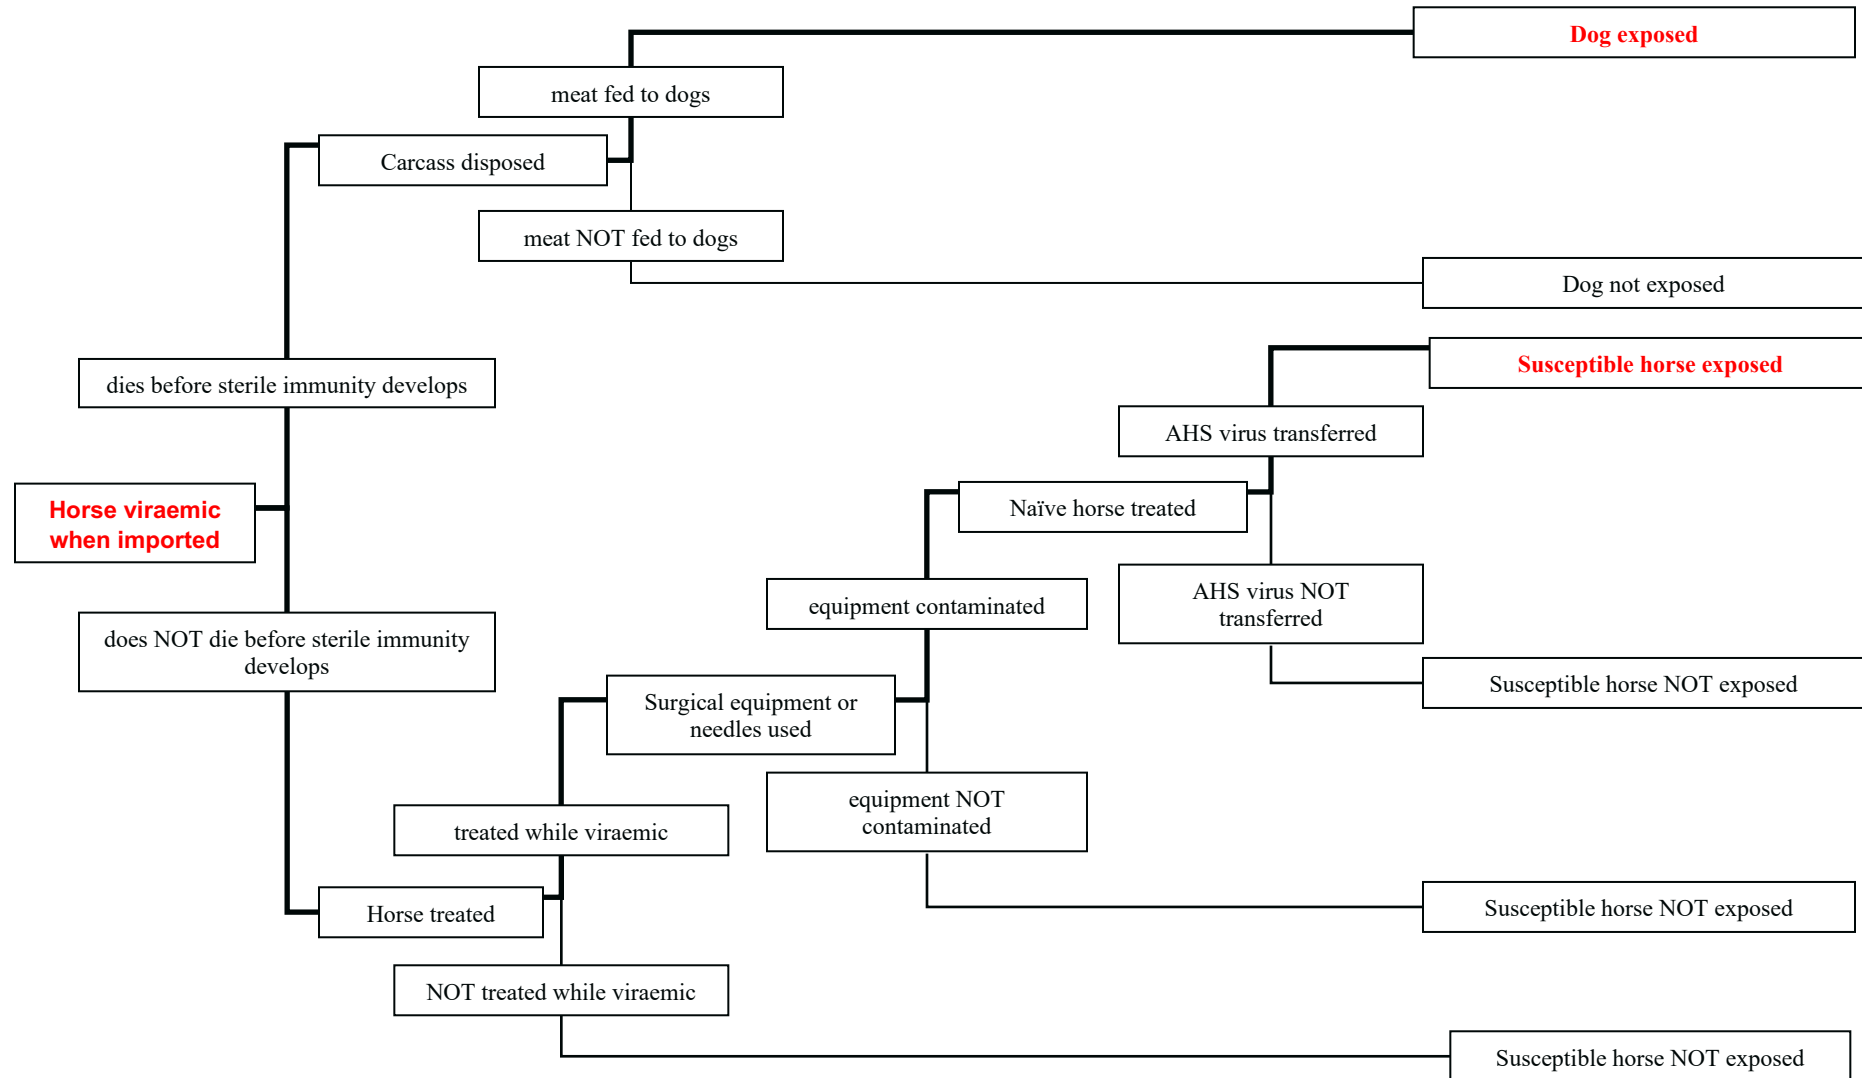 Dog exposed
meat fed to dogs
Carcass disposed
meat NOT fed to dogs
Dog not exposed
Susceptible horse exposed
dies before sterile immunity develops
AHS virus transferred
Horse viraemic
when imported
Naïve horse treated
equipment contaminated
AHS virus NOT
transferred
does NOT die before sterile immunity
develops
Susceptible horse NOT exposed
Surgical equipment or
needles used
equipment NOT
contaminated
treated while viraemic
Horse treated
Susceptible horse NOT exposed
NOT treated while viraemic
Susceptible horse NOT exposed